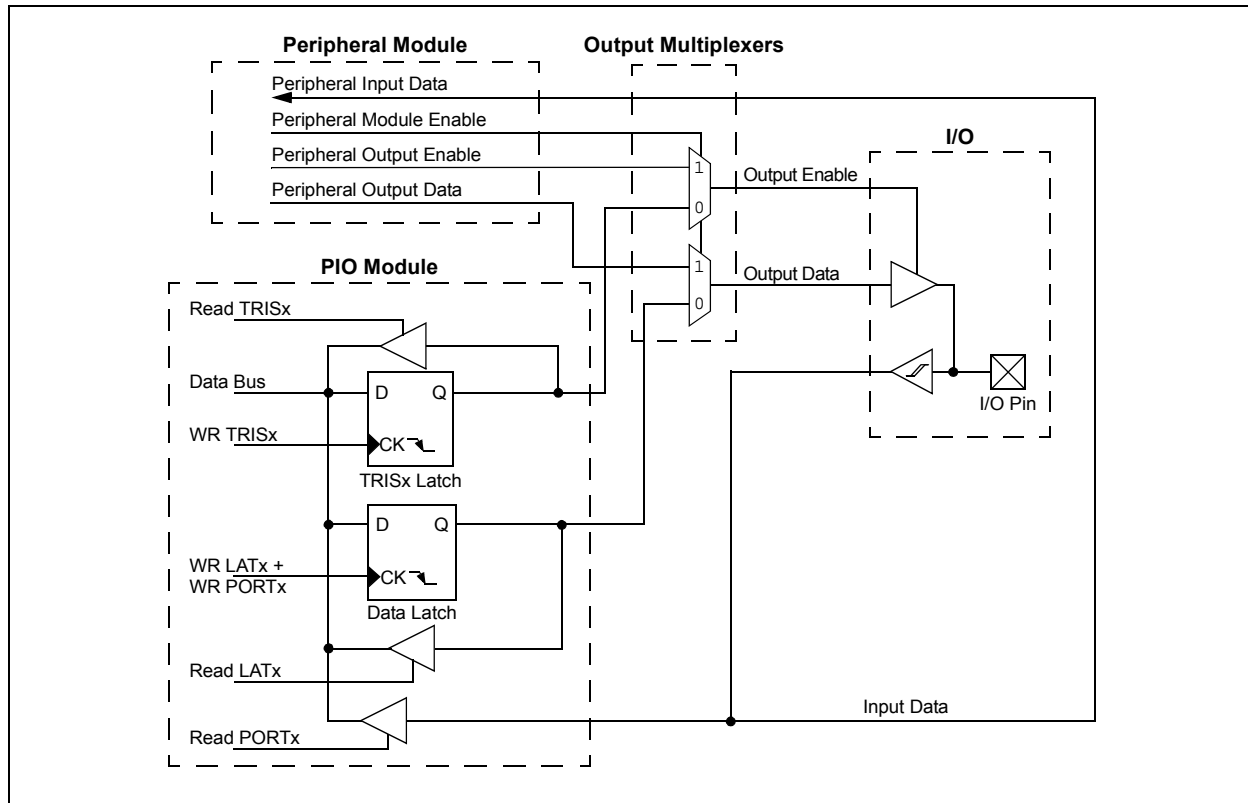 Peripheral Module
Output Multiplexers
Peripheral Input Data
Peripheral Module Enable
Peripheral Output Enable
Peripheral Output Data
1
0
1
0
Output Enable
Output Data
I/O
I/O Pin
PIO Module
Read TRISx
Data Bus
D
Q
WR TRISx
CK
TRISx Latch
D
Q
WR LATx +
WR PORTx
CK
Data Latch
Read LATx
Read PORTx
Input Data